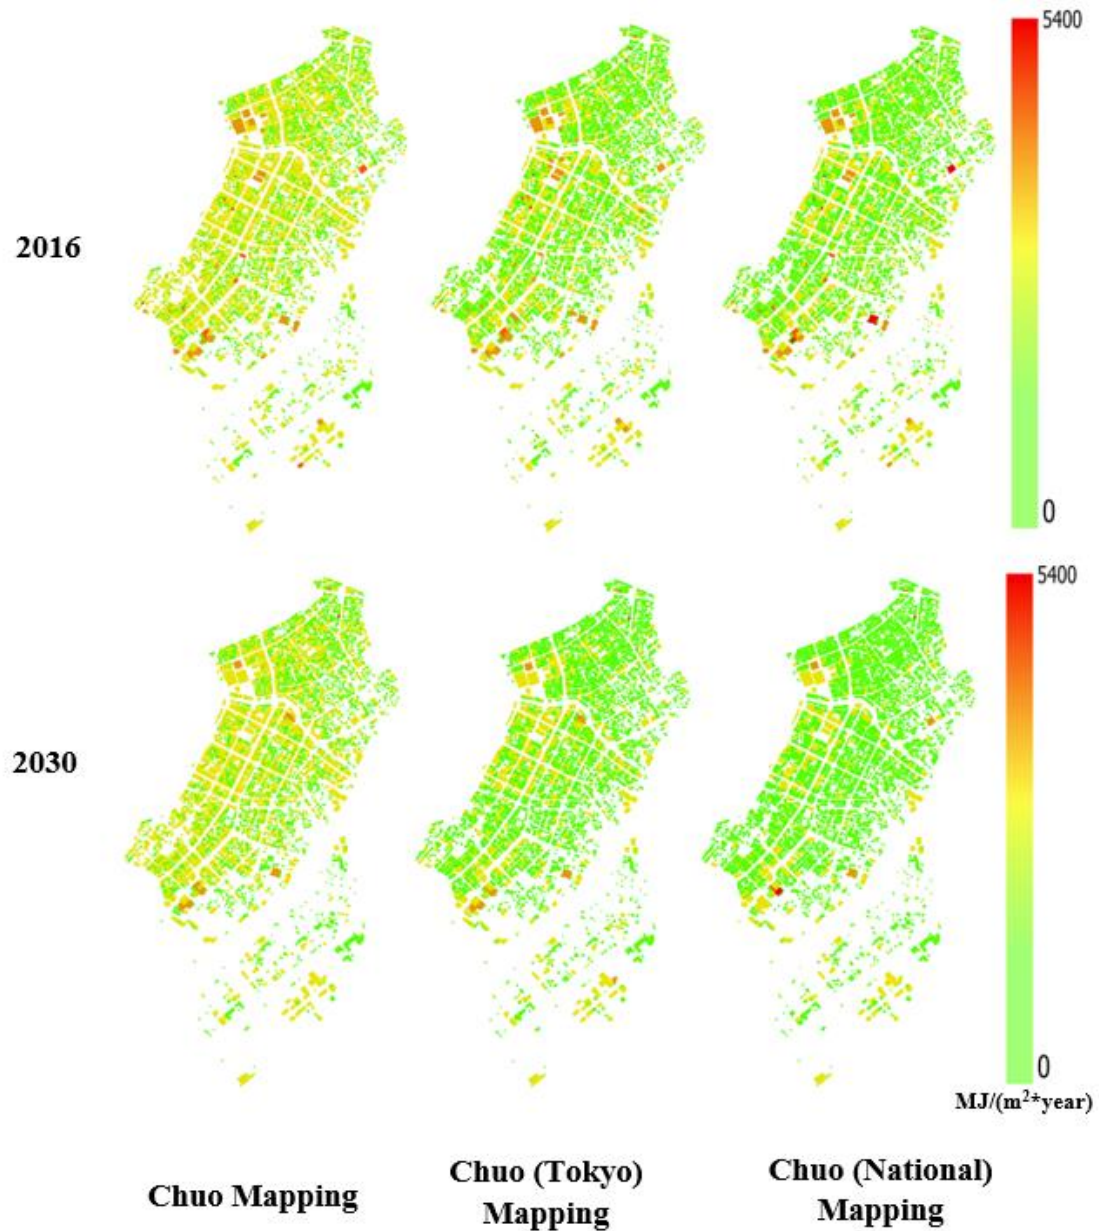 5400
2016
0
5400
2030
0
MJ/(m²*year)
Chuo Mapping
Chuo (Tokyo)
Mapping
Chuo (National)
Mapping